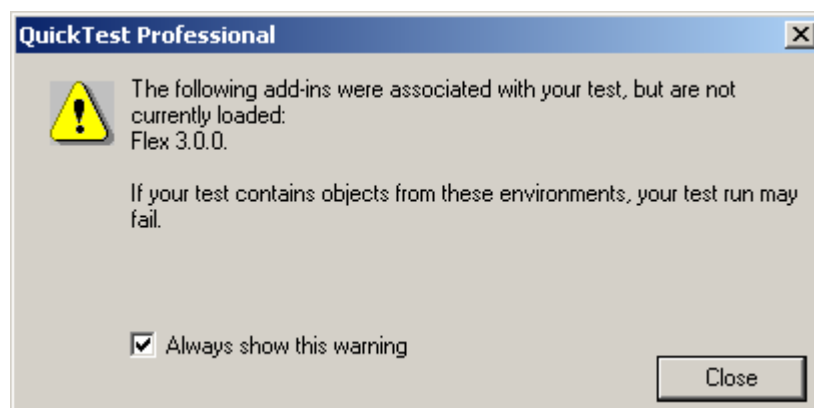 QuickTest Professional
The following add-ins were associated with your test, but are not
currently loaded:
Flex 3.0.0.
If your test contains objects from these environments, your test run may
fail.
Always show this warning
Close